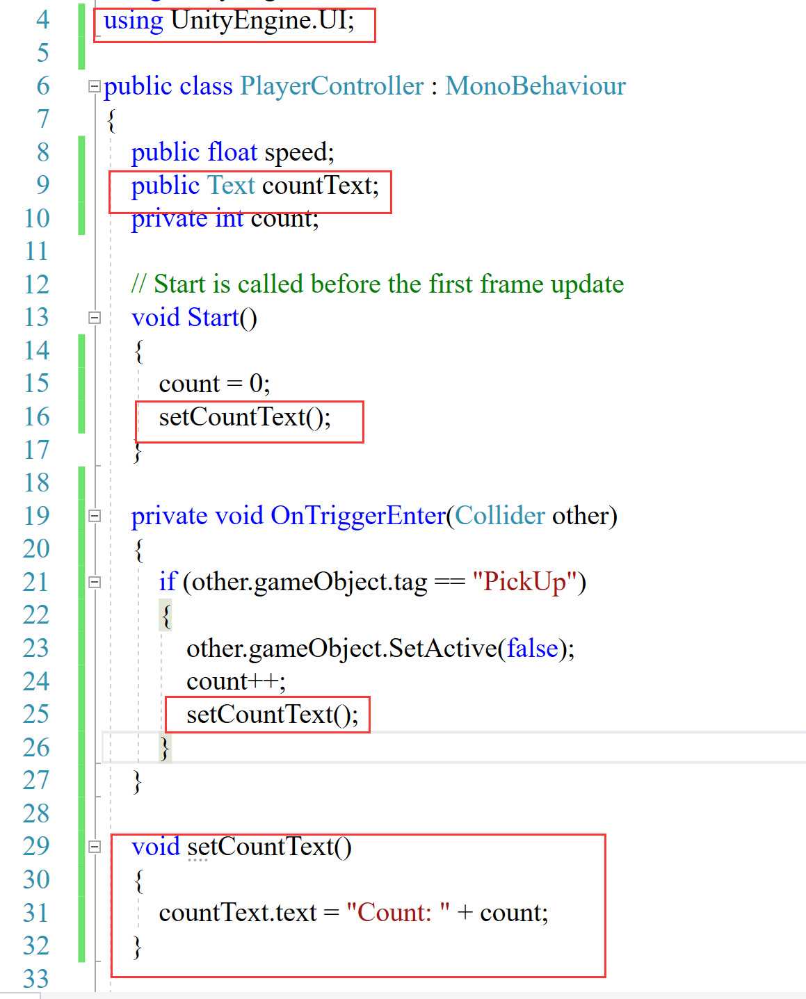 4 using UnityEngine.UI;
5
6 public class PlayerController : MonoBehaviour
7 {
8 public float speed;
9 public Text countText;
10 private int count;
11
12 // Start is called before the first frame update
13 void Start()
14 {
15 count = 0;
16 setCountText();
17 }
18
19 private void OnTriggerEnter(Collider other)
20 {
21 if (other.gameObject.tag == "PickUp")
22 {
23 other.gameObject.SetActive(false);
24 count++;
25 setCountText();
26 }
27 }
28
29 void setCountText()
30 {
31 countText.text = "Count: " + count;
32 }
33